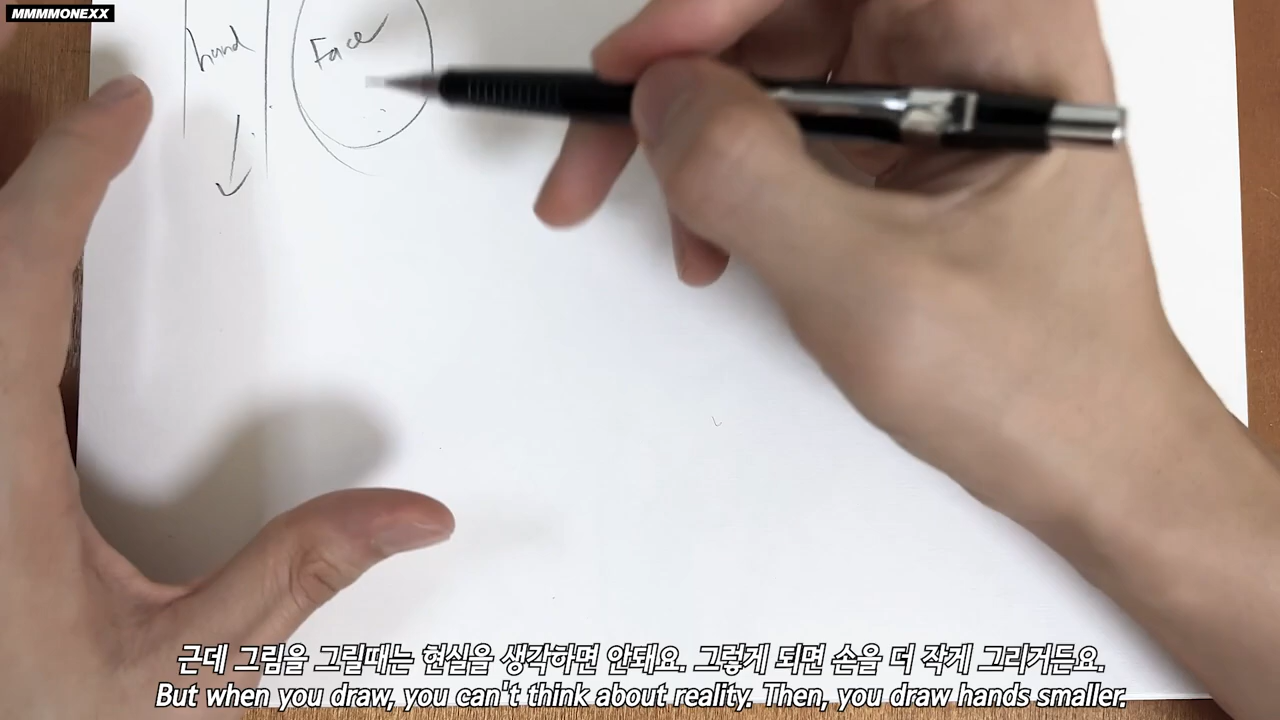 MMMMONEXX
hand
Face
근데 그림을 그릴때는 현실을 생각하면 안돼요. 그렇게 되면 손을 더 작게 그리거든요.
But when you draw, you can't think about reality. Then, you draw hands smaller.